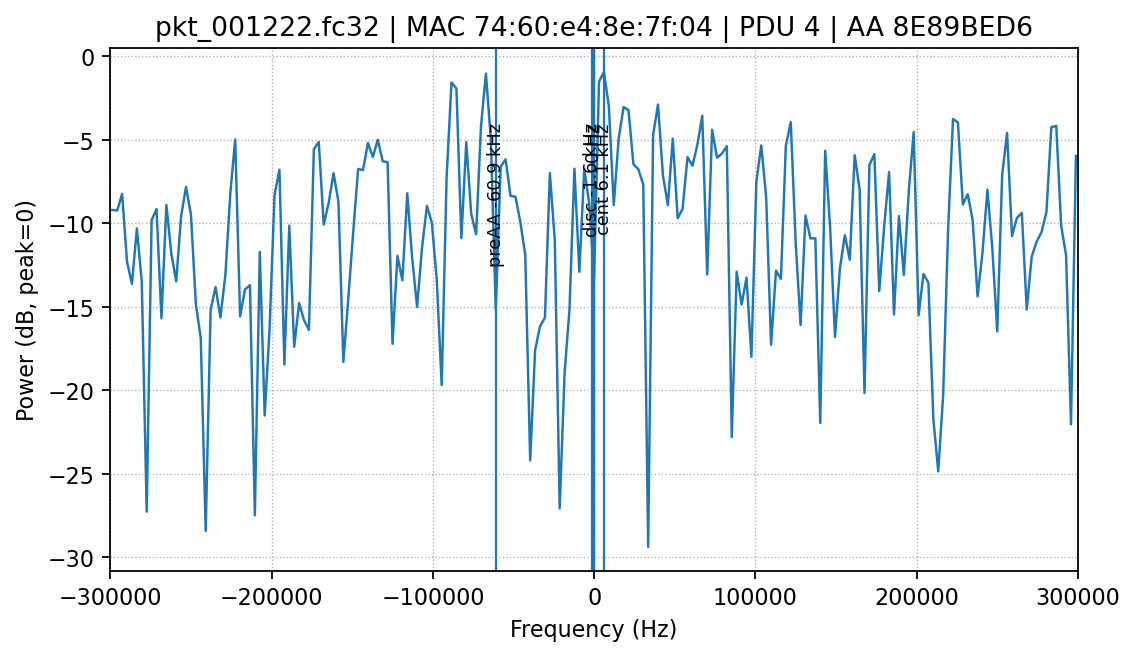 pkt_001222.fc32 | MAC 74:60:e4:8e:7f:04 | PDU 4 | AA 8E89BED6
Power (dB, peak=0)
0
−5
−10
−15
−20
−25
−30
preAA -60.9 kHz
cent 6.1 kHz
−300000
−200000
−100000
0
100000
200000
300000
Frequency (Hz)